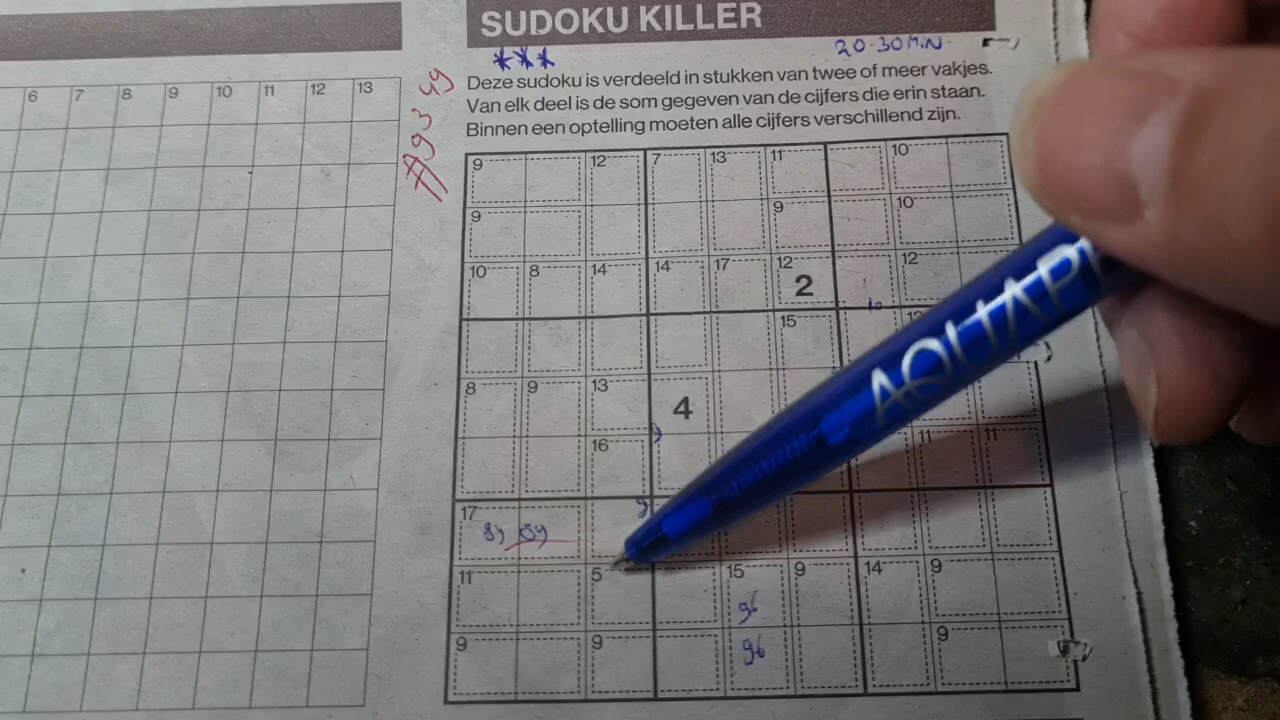 SUDOKU KILLER
*** 20-30 MIN.
Deze sudoku is verdeeld in stukken van twee of meer vakjes.
Van elk deel is de som gegeven van de cijfers die erin staan.
Binnen een optelling moeten alle cijfers verschillend zijn.
6 7 8 9 10 11 12 13
9 12 7 13 11 10
9 9 10
10 8 14 14 17 12 2 12
15
8 9 13 4
16 11 11
17
11 5 15 9 14 9
96
9 9 96 9
AQUAP